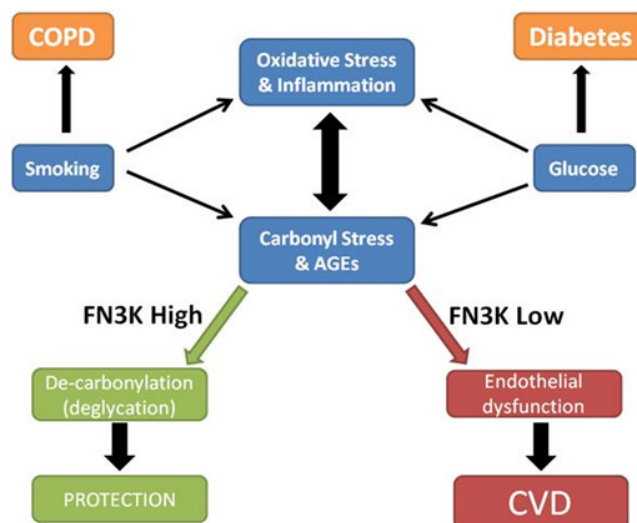 COPD
Diabetes
Oxidative Stress
& Inflammation
Smoking
Glucose
Carbonyl Stress
& AGEs
FN3K High
FN3K Low
De-carbonylation
(deglycation)
Endothelial
dysfunction
PROTECTION
CVD